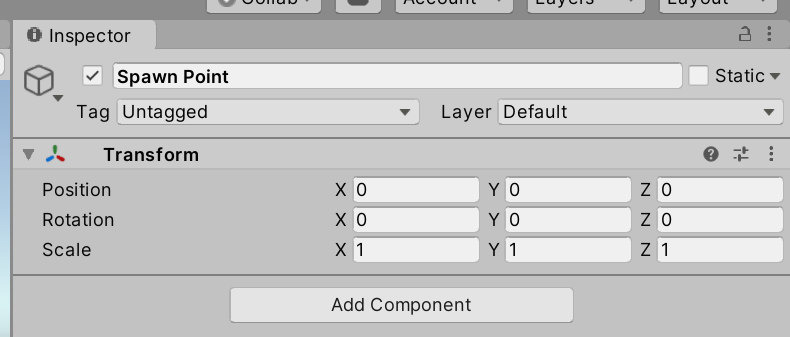 Collab Account Layers Layout
Inspector
Spawn Point Static
Tag Untagged Layer Default
Transform
Position X 0 Y 0 Z 0
Rotation X 0 Y 0 Z 0
Scale X 1 Y 1 Z 1
Add Component